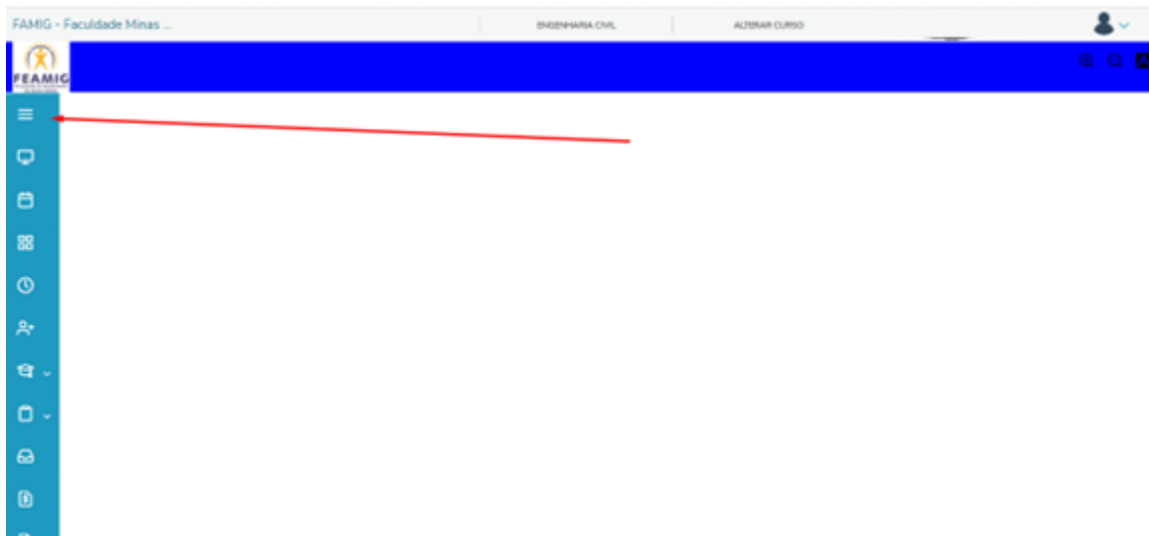 FAMIG - Faculdade Minas ...
ENGENHARIA CIVIL
ALTERAR CURSO
FEAMIG